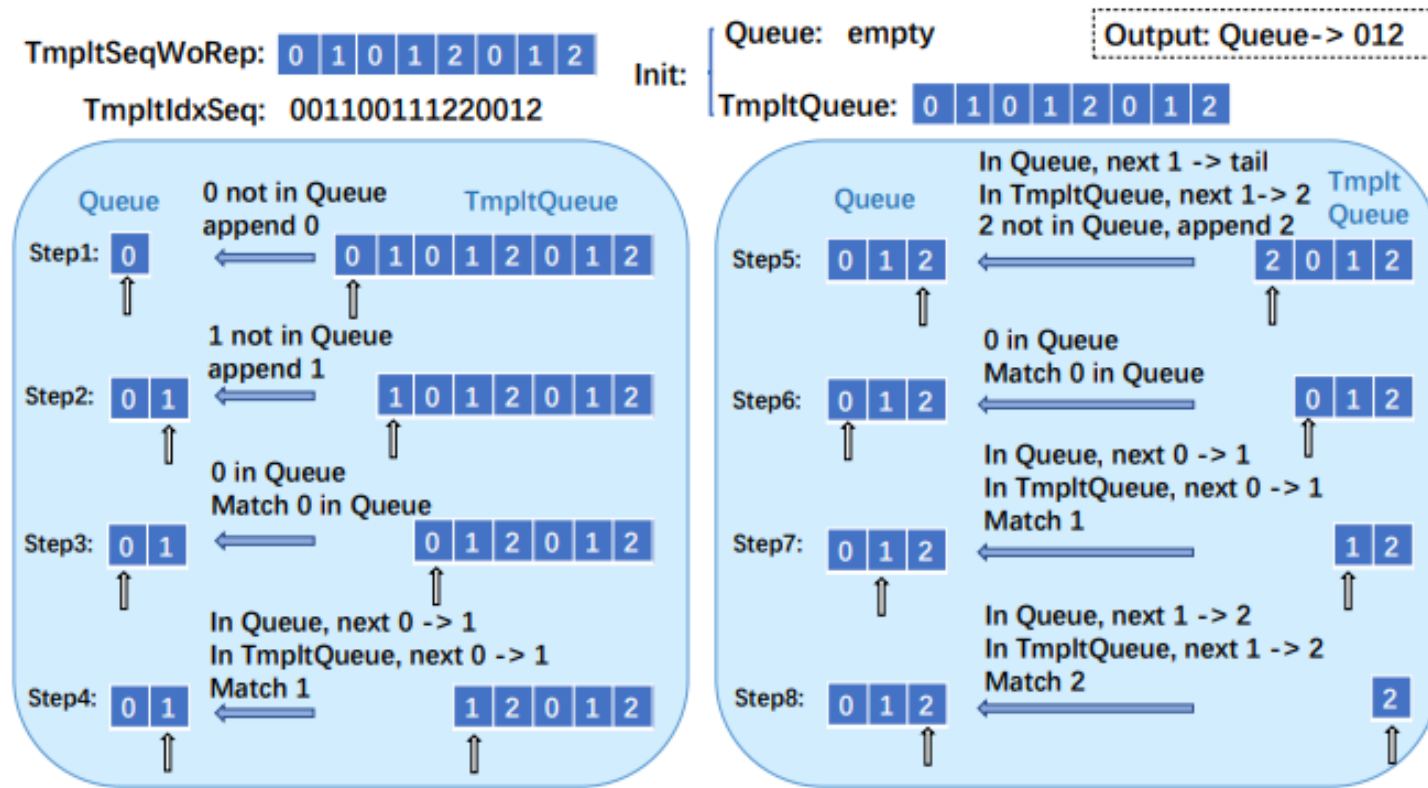 TmpltSeqWoRep: 0 1 0 1 2 0 1 2
TmpltIdxSeq: 001100111220012
Init:
Queue: empty
TmpltQueue: 0 1 0 1 2 0 1 2
Output: Queue-> 012
Queue
TmpltQueue
0 not in Queue
append 0
Step1: 0
0 1 0 1 2 0 1 2
1 not in Queue
append 1
Step2: 0 1
1 0 1 2 0 1 2
0 in Queue
Match 0 in Queue
Step3: 0 1
0 1 2 0 1 2
In Queue, next 0 -> 1
In TmpltQueue, next 0 -> 1
Match 1
Step4: 0 1
1 2 0 1 2
Queue
Tmplt
Queue
In Queue, next 1 -> tail
In TmpltQueue, next 1-> 2
2 not in Queue, append 2
Step5: 0 1 2
2 0 1 2
0 in Queue
Match 0 in Queue
Step6: 0 1 2
0 1 2
In Queue, next 0 -> 1
In TmpltQueue, next 0 -> 1
Match 1
Step7: 0 1 2
1 2
In Queue, next 1 -> 2
In TmpltQueue, next 1 -> 2
Match 2
Step8: 0 1 2
2